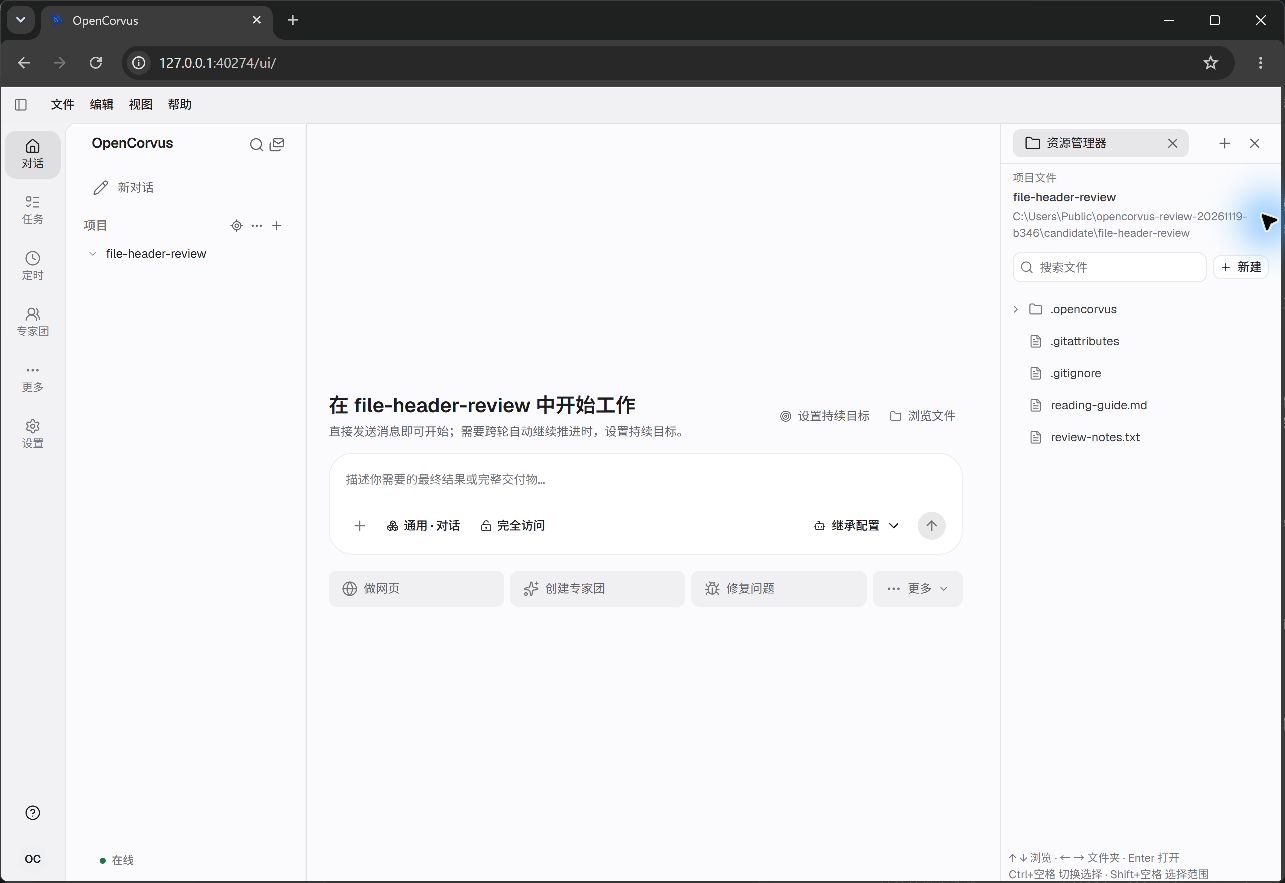 OpenCorvus
127.0.0.1:40274/ui/
文件 编辑 视图 帮助
对话
任务
定时
专家团
更多
设置
OC
OpenCorvus
新对话
项目
file-header-review
在线
在 file-header-review 中开始工作
直接发送消息即可开始；需要跨轮自动继续推进时，设置持续目标。
设置持续目标 浏览文件
描述你需要的最终结果或完整交付物...
通用 · 对话 完全访问 继承配置
做网页 创建专家团 修复问题 更多
资源管理器
项目文件
file-header-review
C:\Users\Public\opencorvus-review-20261119-
b346\candidate\file-header-review
搜索文件 新建
.opencorvus
.gitattributes
.gitignore
reading-guide.md
review-notes.txt
↑↓浏览 · ←→ 文件夹 · Enter 打开
Ctrl+空格 切换选择 · Shift+空格 选择范围